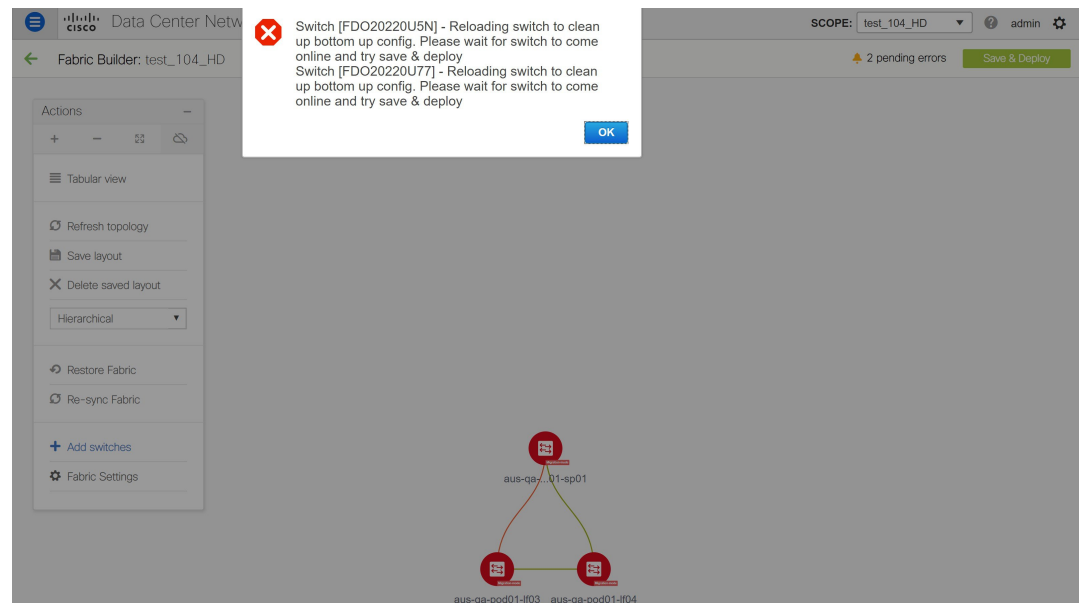 cisco
Data Center Netw
SCOPE:
test_104_HD
admin
Fabric Builder: test_104_HD
2 pending errors
Save & Deploy
Switch [FDO20220U5N] - Reloading switch to clean
up bottom up config. Please wait for switch to come
online and try save & deploy
Switch [FDO20220U77] - Reloading switch to clean
up bottom up config. Please wait for switch to come
online and try save & deploy
OK
Actions
Tabular view
Refresh topology
Save layout
Delete saved layout
Hierarchical
Restore Fabric
Re-sync Fabric
Add switches
Fabric Settings
aus-qa-...01-sp01
aus-qa-pod01-lf03
aus-qa-pod01-lf04